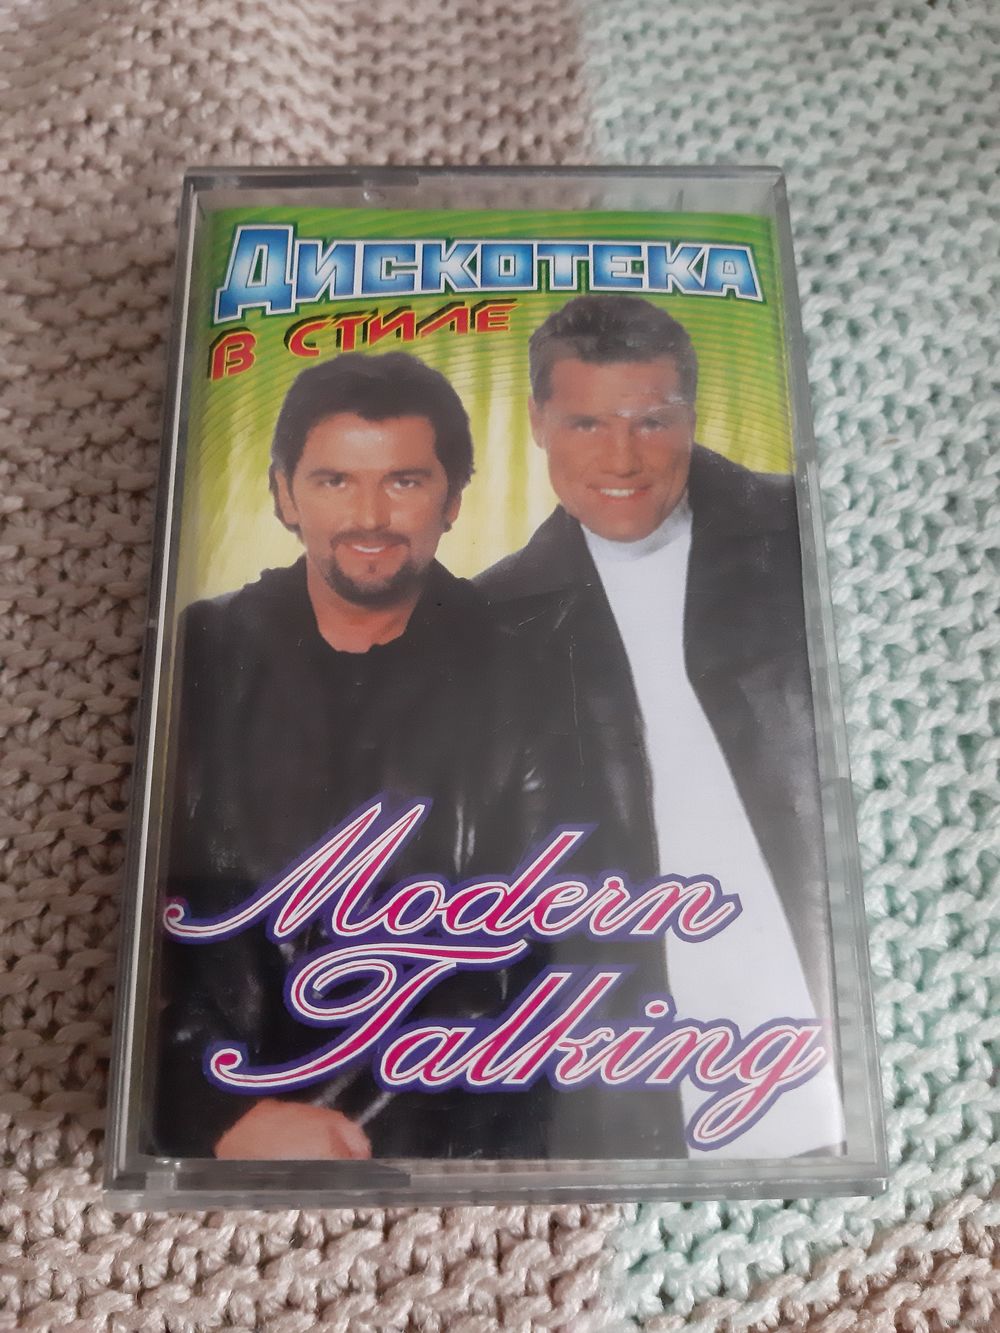 Дискотека
в стиле
Modern
Talking